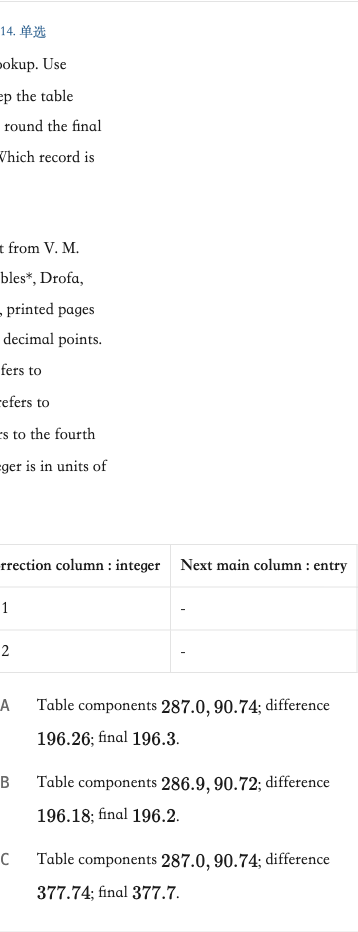 14. 单选
ookup. Use
ep the table
round the final
Which record is
t from V. M.
bles*, Drofa,
, printed pages
decimal points.
fers to
refers to
rs to the fourth
ger is in units of
rrection column : integer Next main column : entry
1 -
2 -
A Table components 287.0, 90.74; difference
196.26; final 196.3.
B Table components 286.9, 90.72; difference
196.18; final 196.2.
C Table components 287.0, 90.74; difference
377.74; final 377.7.